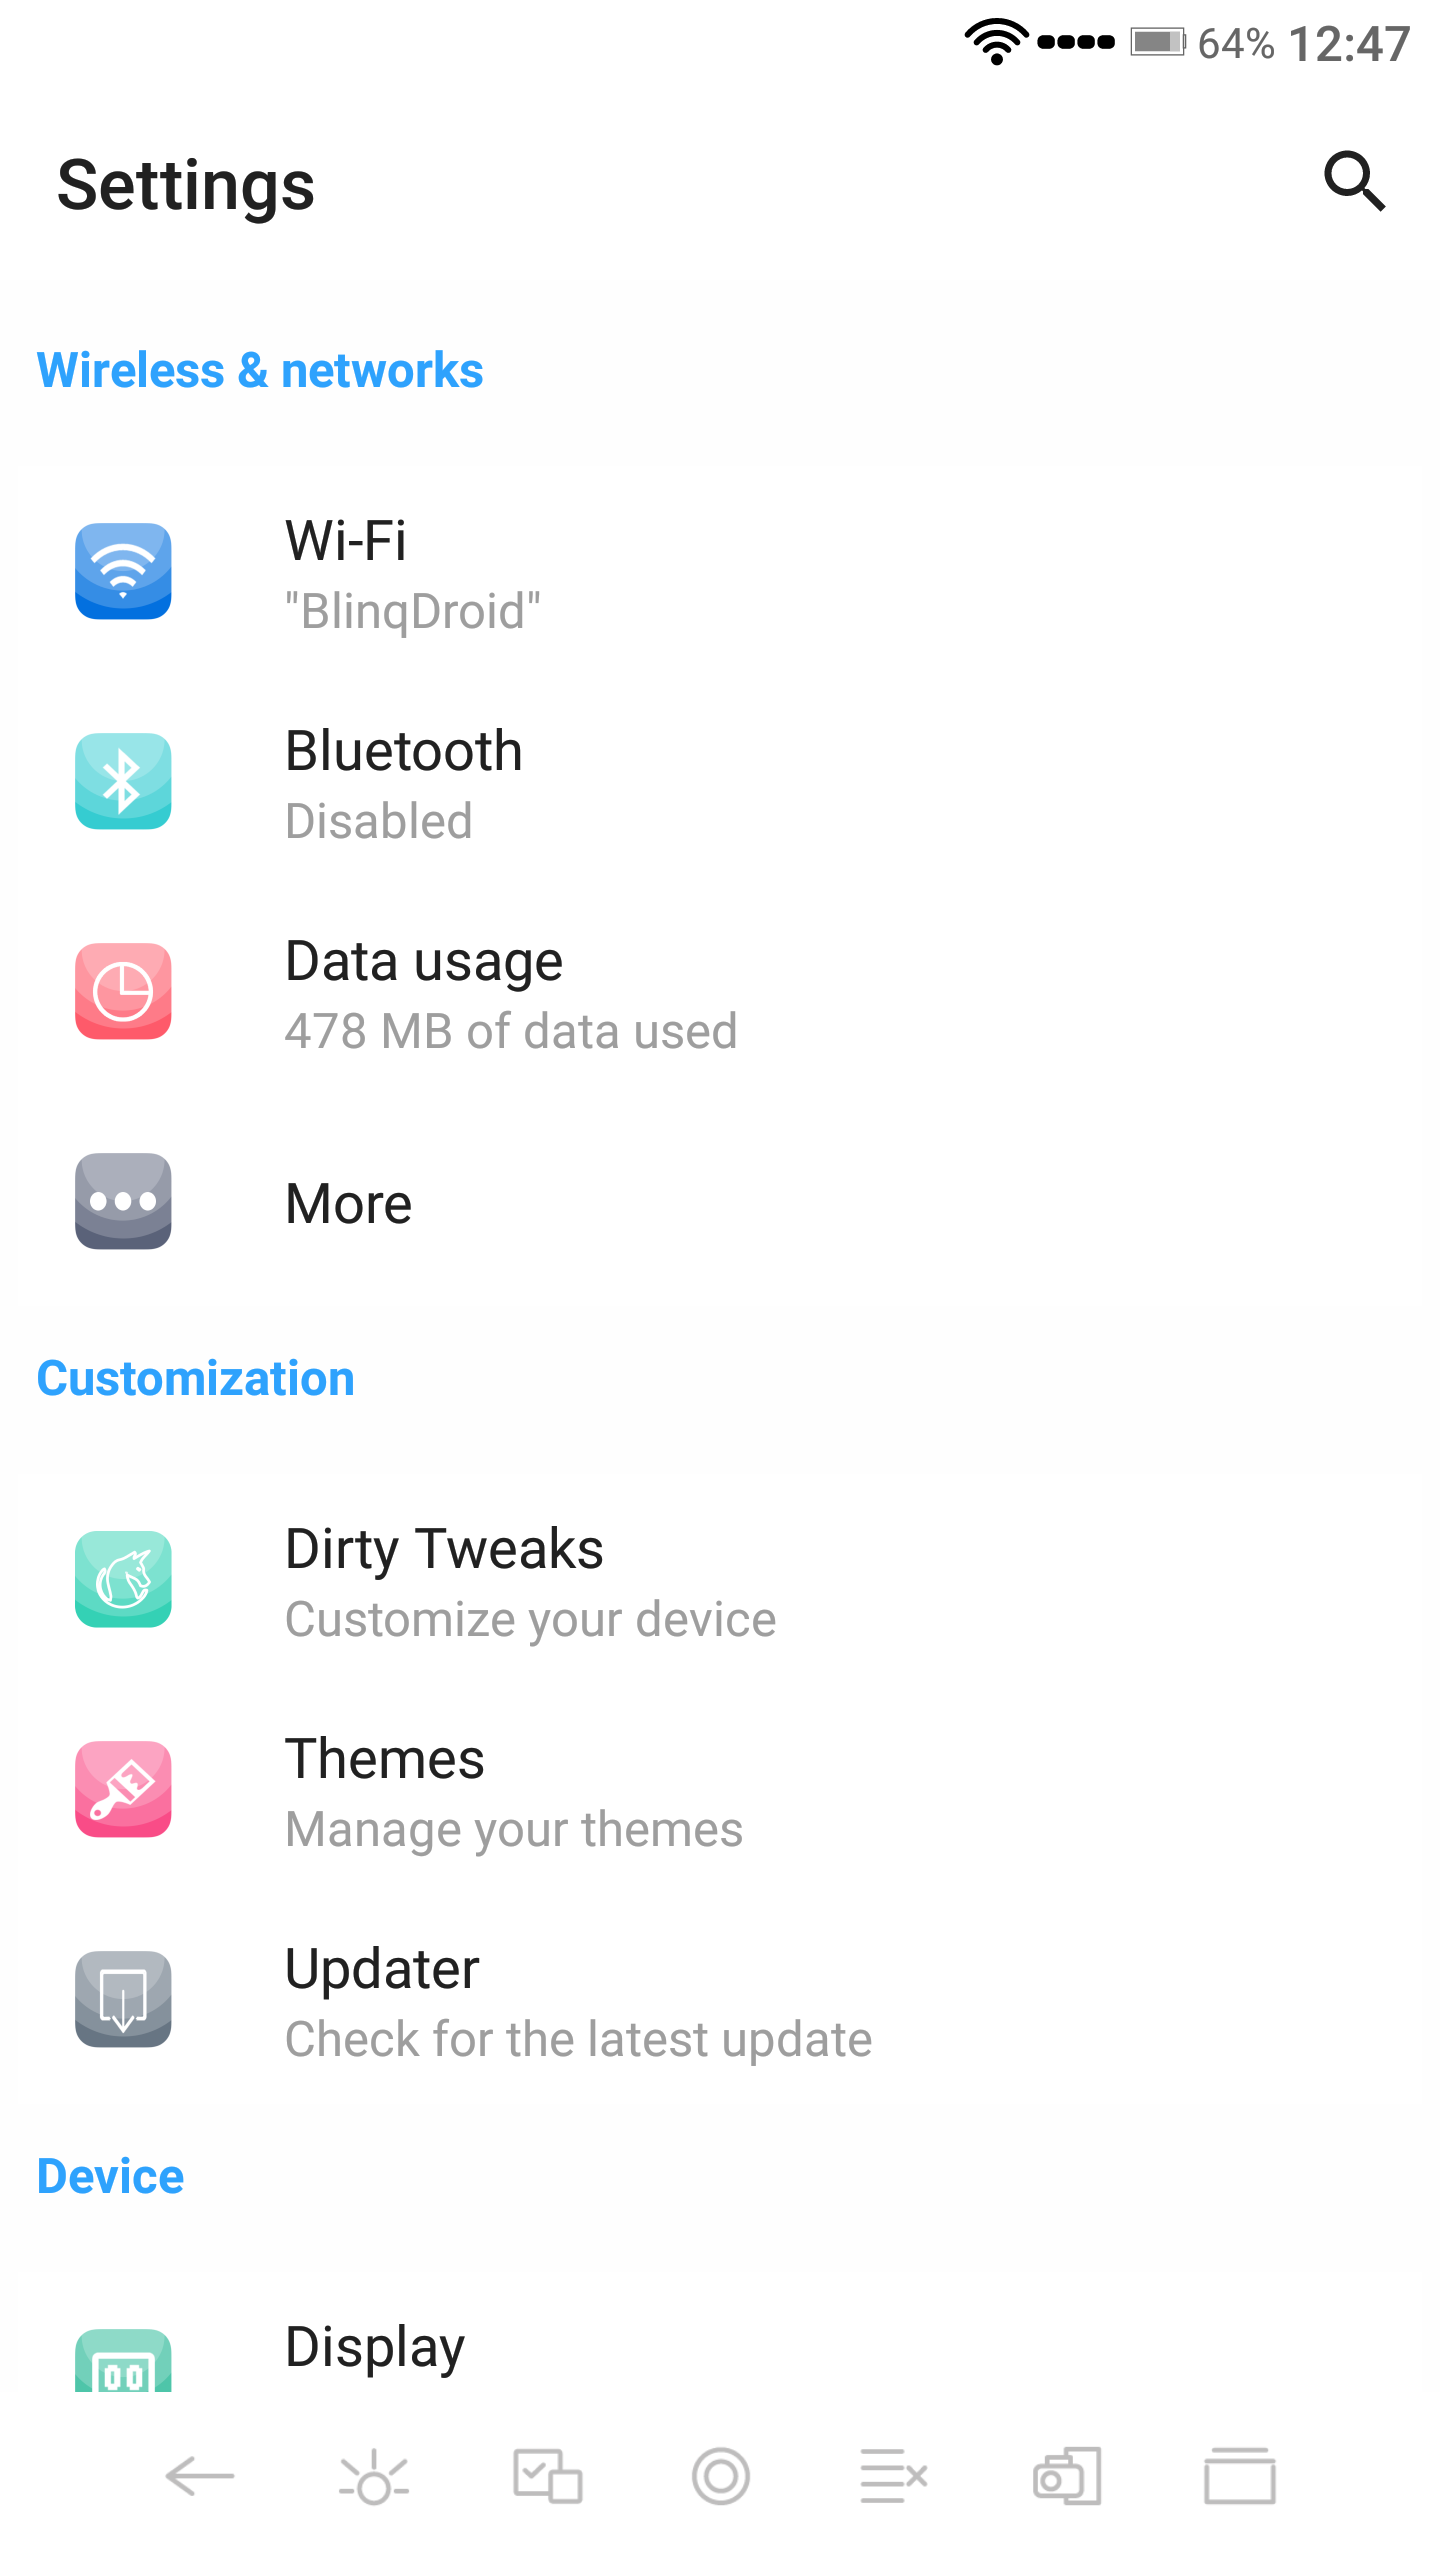 64% 12:47
Settings
Wireless & networks
Wi-Fi
"BlinqDroid"
Bluetooth
Disabled
Data usage
478 MB of data used
More
Customization
Dirty Tweaks
Customize your device
Themes
Manage your themes
Updater
Check for the latest update
Device
Display